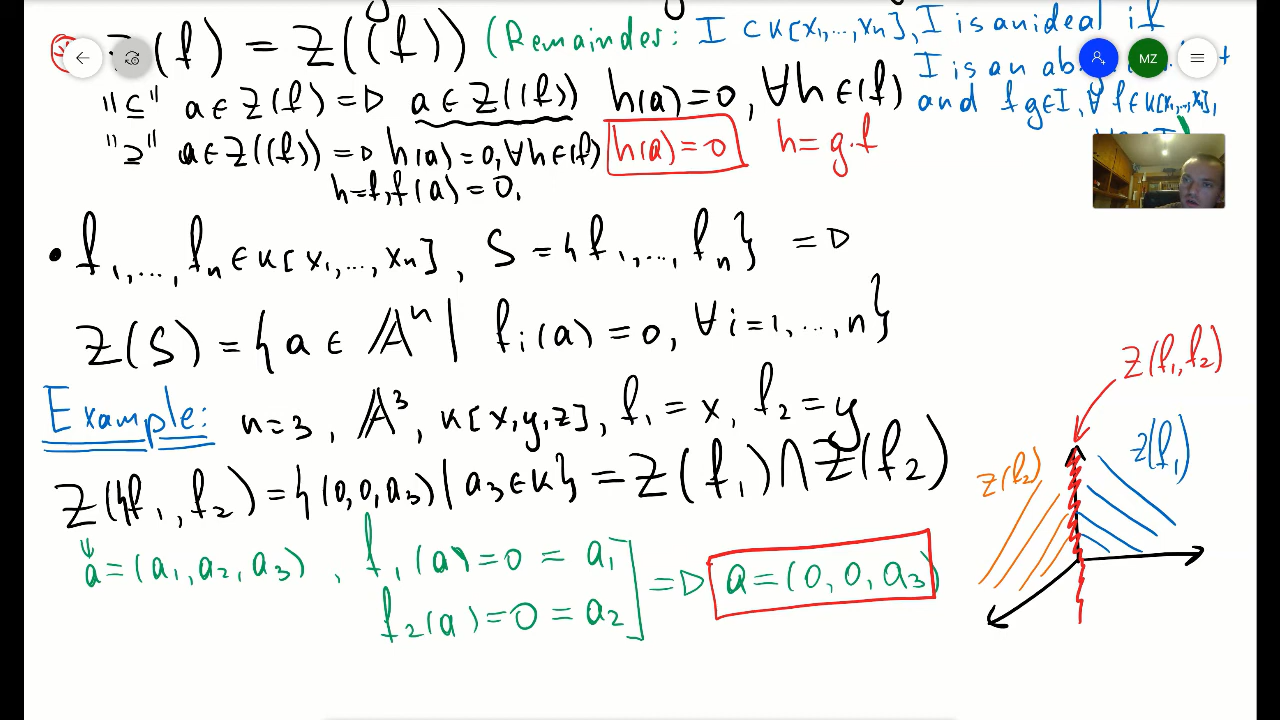 Z(f) = Z((f)) (Remainder: I ⊂ K[x1,...,xn], I is an ideal if
I is an
"⊆" a ∈ Z(f) => a ∈ Z((f)) h(a)=0, ∀h ∈ (f) and fg ∈ I, ∀ f ∈ K[x1,...,xn],
MZ
"⊇" a ∈ Z((f)) => h(a)=0, ∀h ∈ (f) h(a)=0 h = g·f
h=f, f(a)=0.
• f1,...,fn ∈ K[x1,...,xn], S = {f1,...,fn} =>
Z(S) = {a ∈ 𝔸^n | fi(a) = 0, ∀ i=1,...,n}
Z(f1,f2)
Example: n=3, 𝔸^3, K[x,y,z], f1 = x, f2 = y
Z(f2) Z(f1)
Z({f1,f2) = {(0,0,a3) | a3 ∈ K} = Z(f1) ∩ Z(f2)
a = (a1,a2,a3), f1(a)=0=a1
f2(a)=0=a2 ] => a=(0,0,a3)